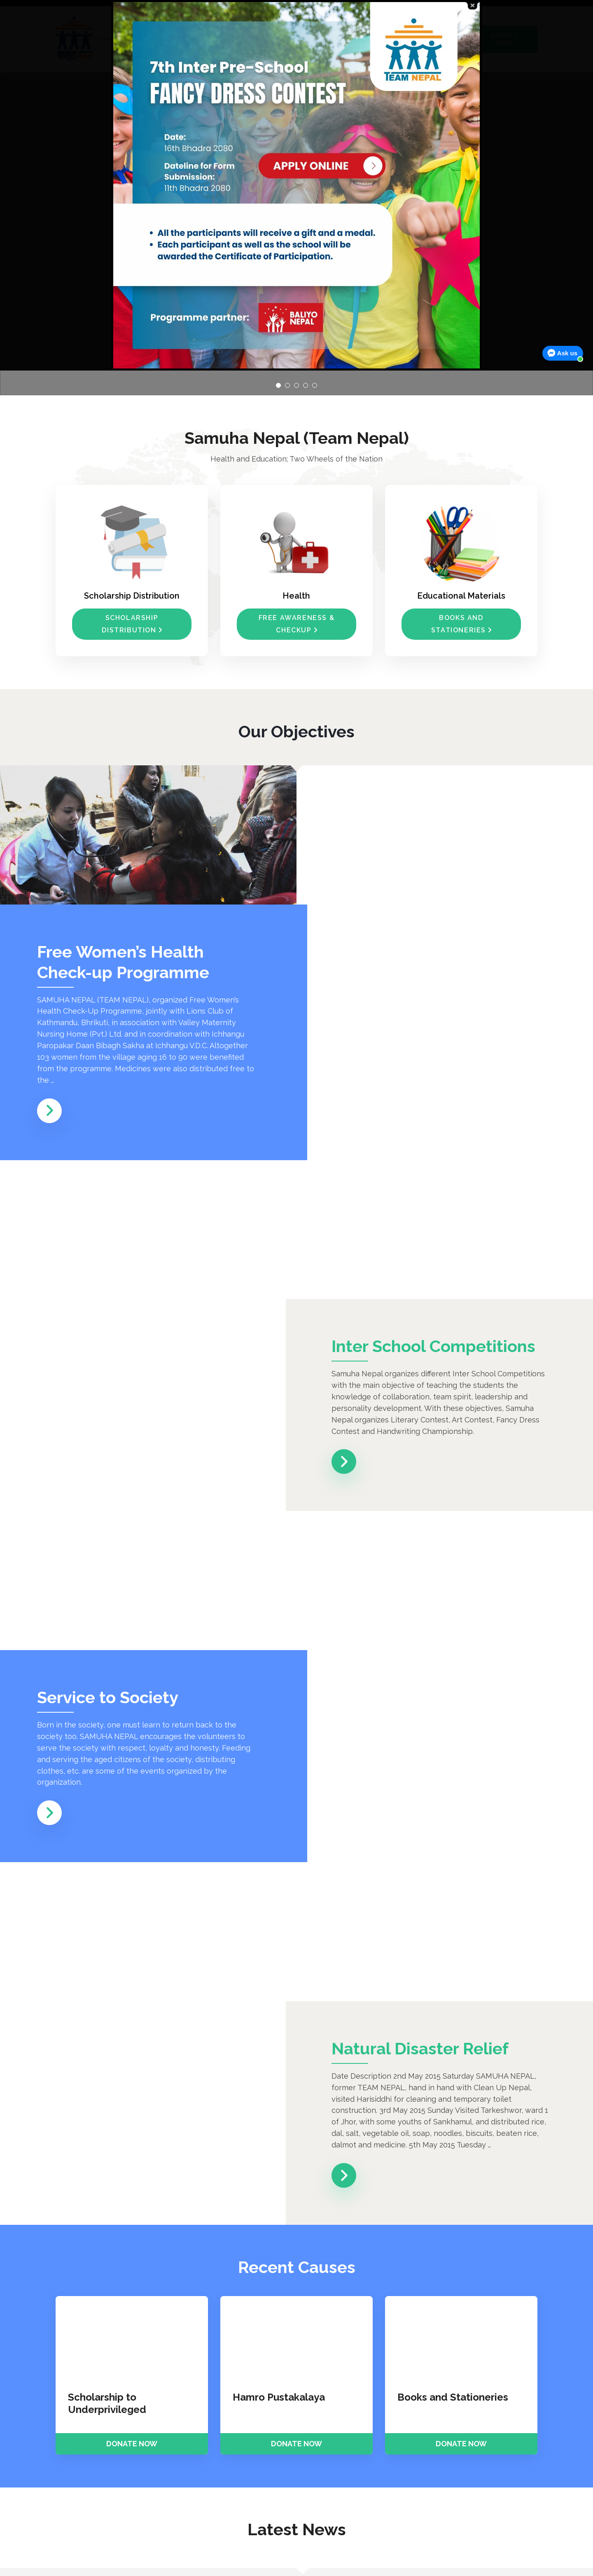 TEAM NEPAL
7th Inter Pre-School
FANCY DRESS CONTEST
Date:
16th Bhadra 2080
Dateline for Form
Submission:
11th Bhadra 2080
APPLY ONLINE
• All the participants will receive a gift and a medal.
• Each participant as well as the school will be
awarded the Certificate of Participation.
Programme partner:
BALIYO
NEPAL
Ask us
Samuha Nepal (Team Nepal)
Health and Education; Two Wheels of the Nation
Scholarship Distribution
SCHOLARSHIP
DISTRIBUTION
Health
FREE AWARENESS &
CHECKUP
Educational Materials
BOOKS AND
STATIONERIES
Our Objectives
Free Women’s Health
Check-up Programme
SAMUHA NEPAL (TEAM NEPAL), organized Free Women’s
Health Check-Up Programme, jointly with Lions Club of
Kathmandu, Bhrikuti, in association with Valley Maternity
Nursing Home (Pvt.) Ltd. and in coordination with Ichhangu
Paropakar Daan Bibagh Sakha at Ichhangu V.D.C. Altogether
103 women from the village aging 16 to 90 were benefited
from the programme. Medicines were also distributed free to
the …
Inter School Competitions
Samuha Nepal organizes different Inter School Competitions
with the main objective of teaching the students the
knowledge of collaboration, team spirit, leadership and
personality development. With these objectives, Samuha
Nepal organizes Literary Contest, Art Contest, Fancy Dress
Contest and Handwriting Championship.
Service to Society
Born in the society, one must learn to return back to the
society too. SAMUHA NEPAL encourages the volunteers to
serve the society with respect, loyalty and honesty. Feeding
and serving the aged citizens of the society, distributing
clothes, etc. are some of the events organized by the
organization.
Natural Disaster Relief
Date Description 2nd May 2015 Saturday SAMUHA NEPAL,
former TEAM NEPAL, hand in hand with Clean Up Nepal,
visited Harisiddhi for cleaning and temporary toilet
construction. 3rd May 2015 Sunday Visited Tarkeshwor, ward 1
of Jhor, with some youths of Sankhamul, and distributed rice,
dal, salt, vegetable oil, soap, noodles, biscuits, beaten rice,
dalmot and medicine. 5th May 2015 Tuesday …
Recent Causes
Scholarship to
Underprivileged
DONATE NOW
Hamro Pustakalaya
DONATE NOW
Books and Stationeries
DONATE NOW
Latest News